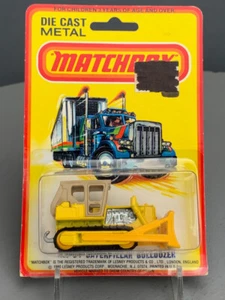 FOR CHILDREN 3 YEARS OF AGE AND OVER
DIE CAST
METAL
MATCHBOX
CATERPILLAR BULLDOZER
"MATCHBOX" IS THE REGISTERED TRADEMARK OF LESNEY PRODUCTS & CO. LTD., LONDON, ENGLAND
LESNEY PRODUCTS CORP., MOONACHIE, N.J. 07074 PRINTED IN